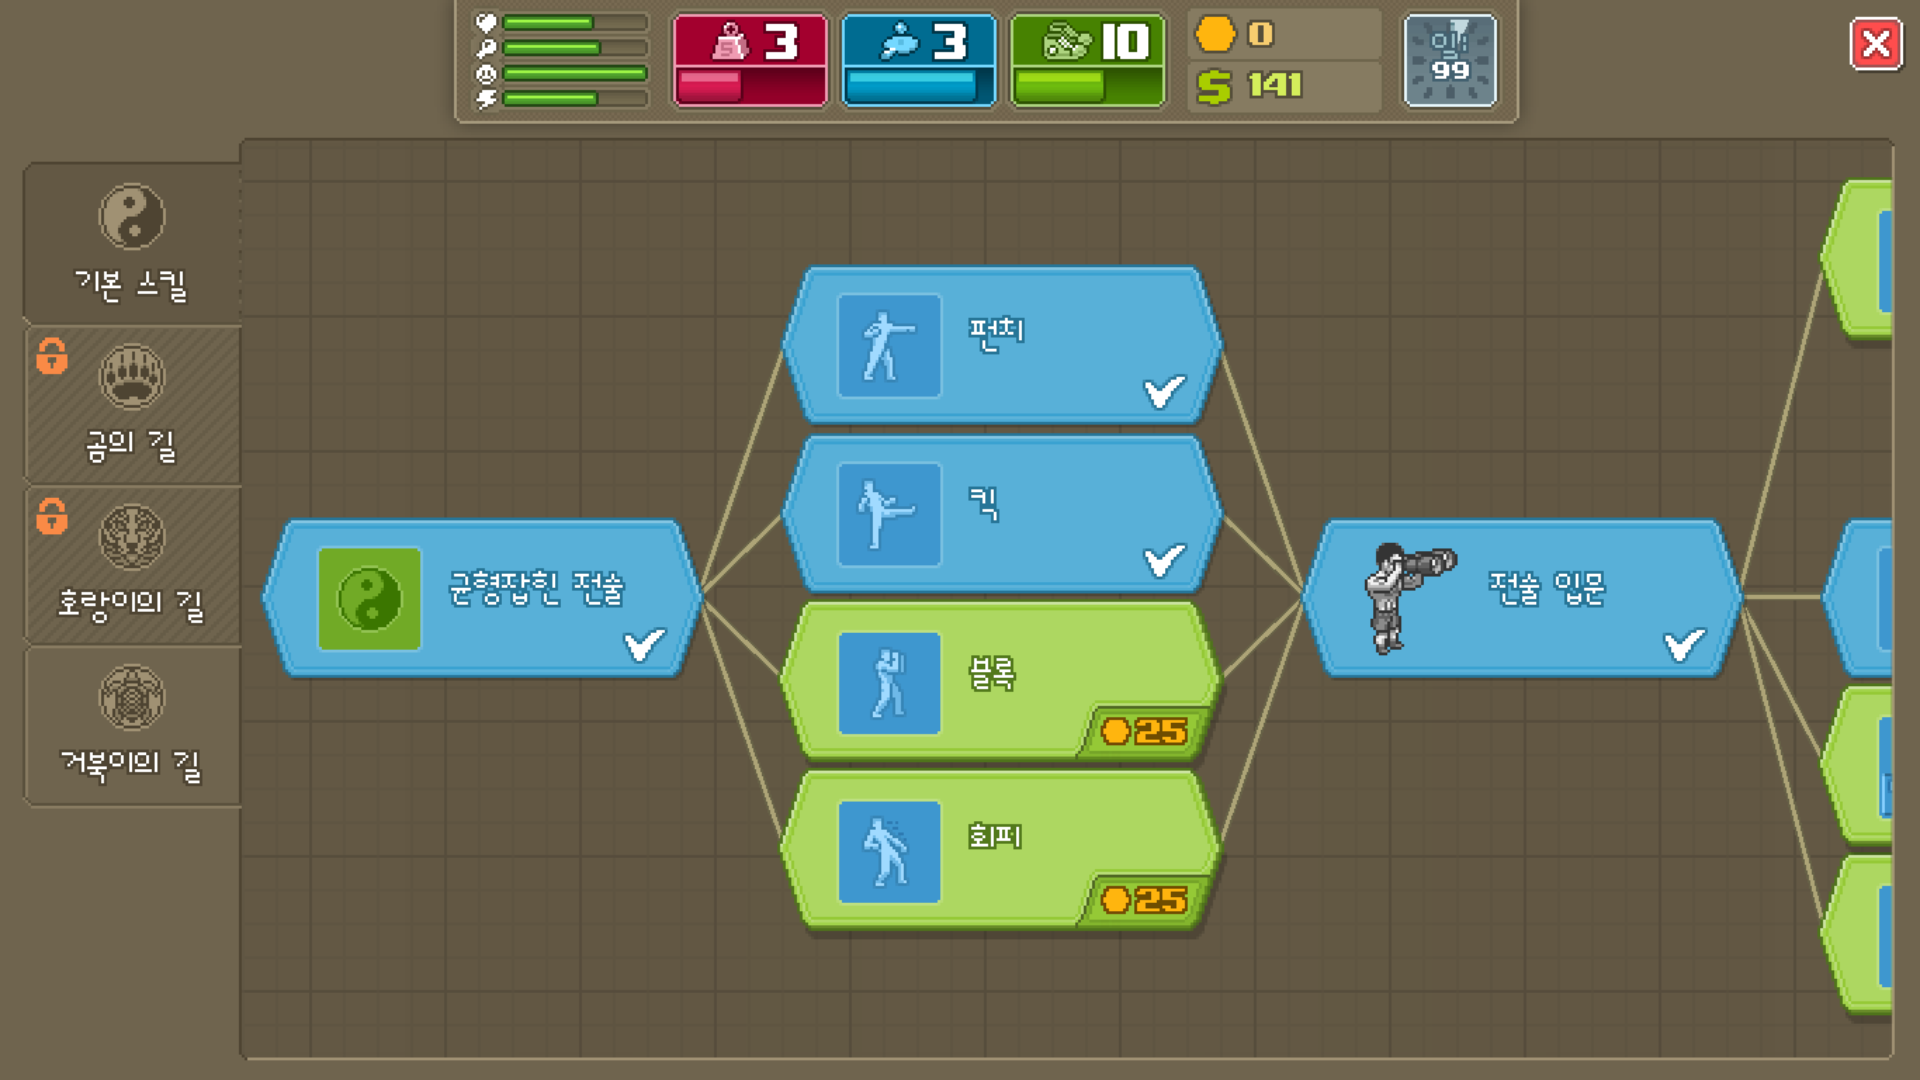 3
3
10
0
141
일
99
기본 스킬
곰의 길
호랑이의 길
거북이의 길
균형잡힌 전술
펀치
킥
블록
25
회피
25
전술 입문